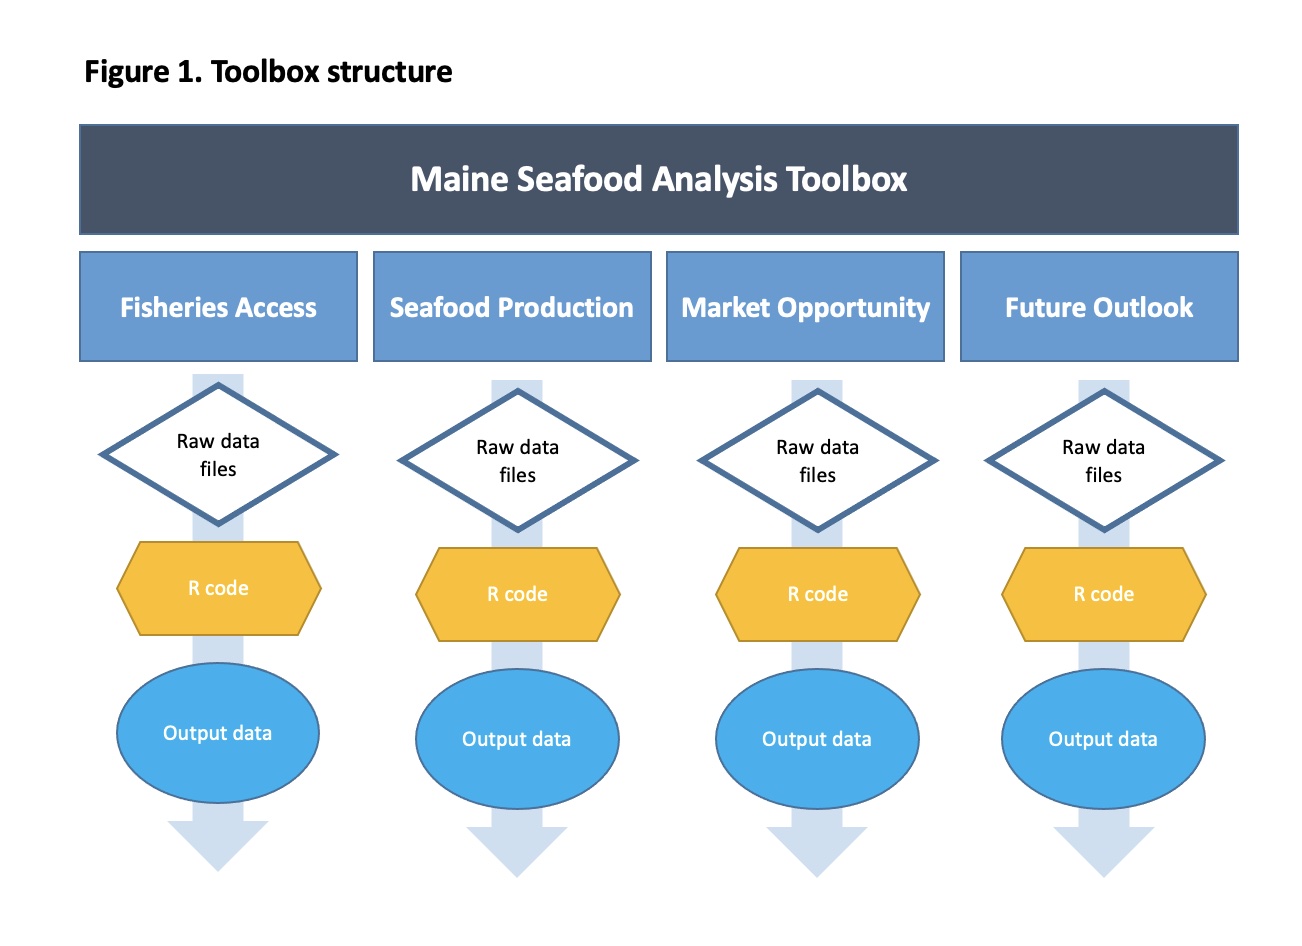 Figure 1. Toolbox structure
Maine Seafood Analysis Toolbox
Fisheries Access
Seafood Production
Market Opportunity
Future Outlook
Raw data
files
Raw data
files
Raw data
files
Raw data
files
R code
R code
R code
R code
Output data
Output data
Output data
Output data